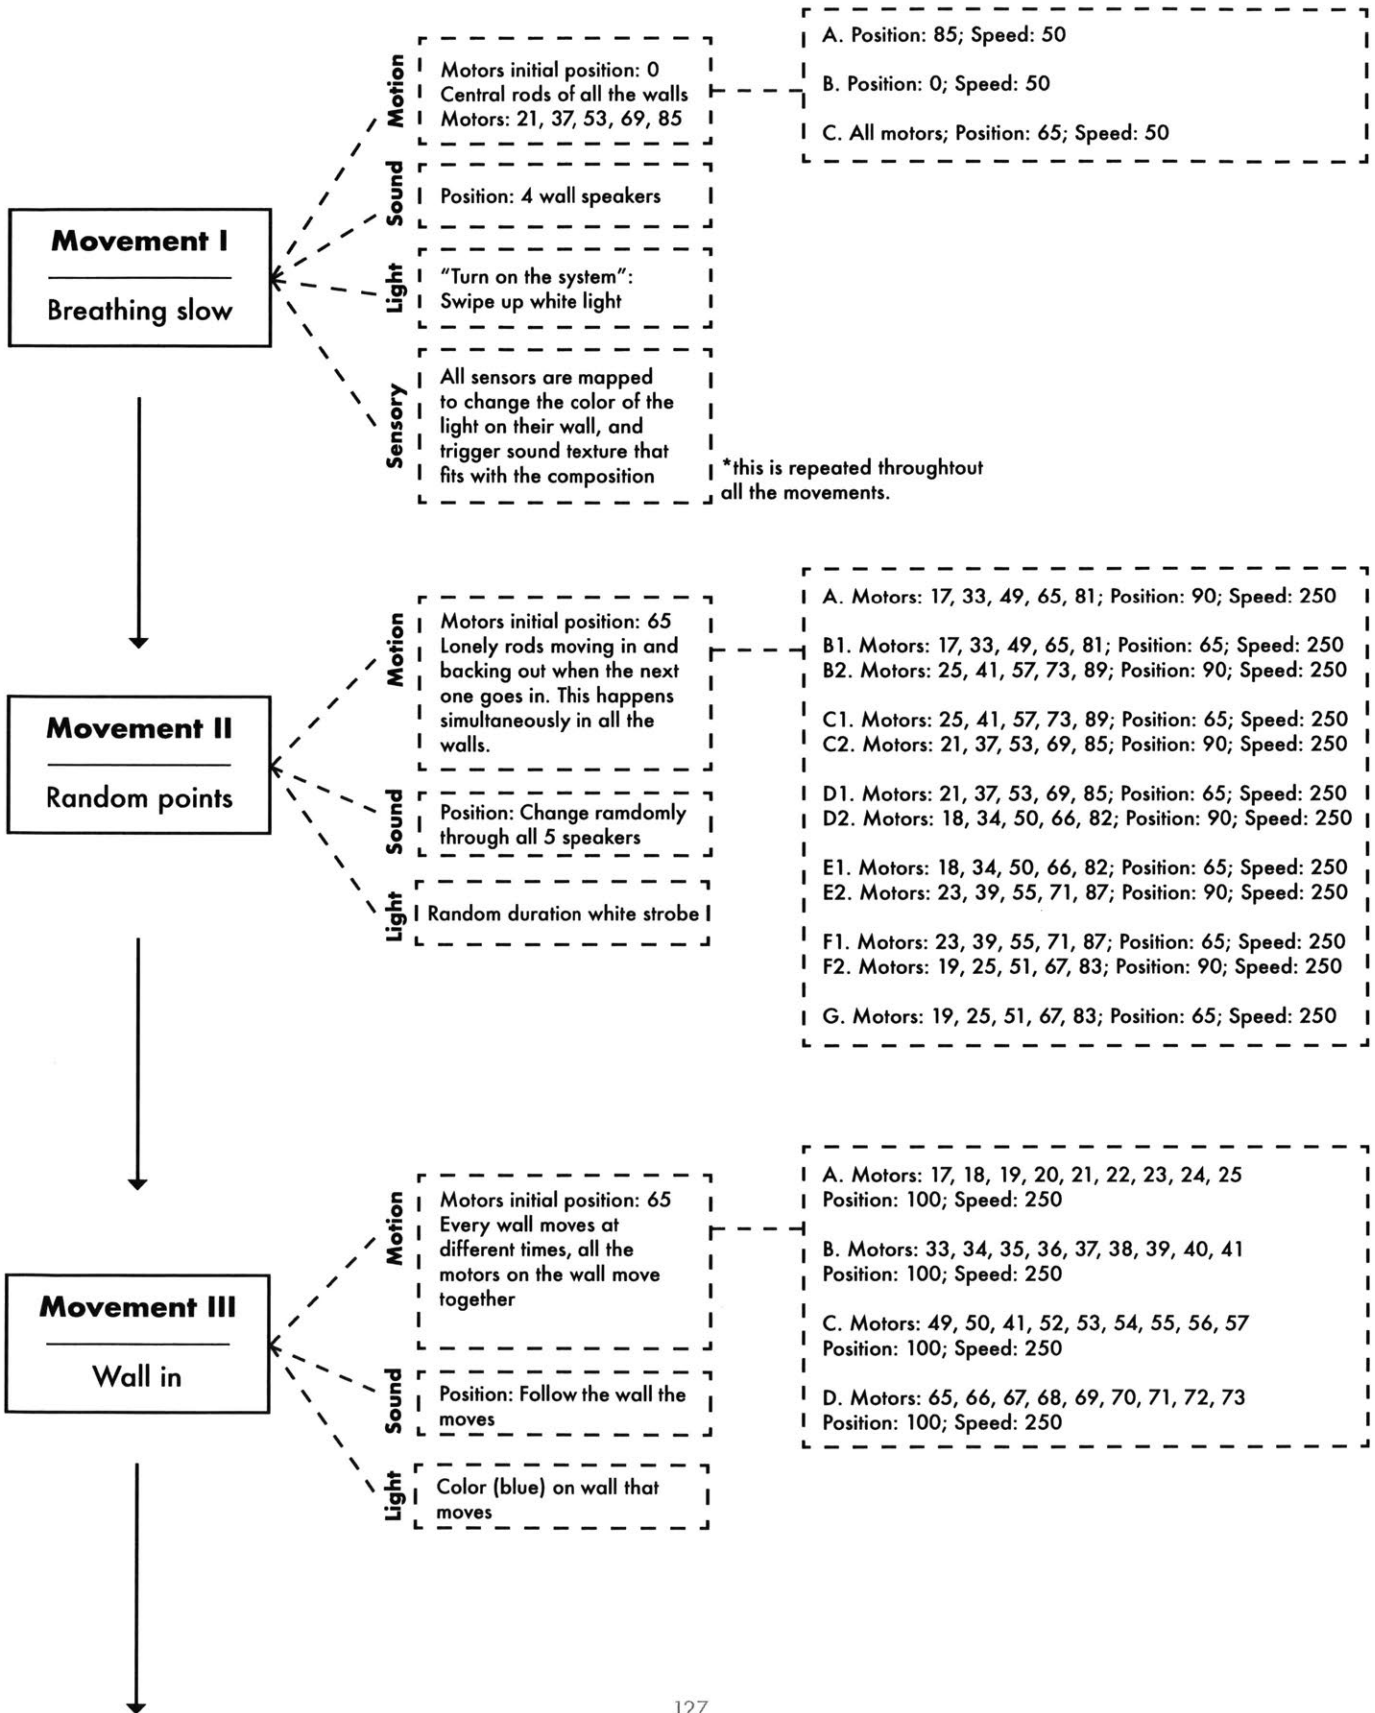 Movement I
Breathing slow
Motion
Motors initial position: 0
Central rods of all the walls
Motors: 21, 37, 53, 69, 85
A. Position: 85; Speed: 50
B. Position: 0; Speed: 50
C. All motors; Position: 65; Speed: 50
Sound
Position: 4 wall speakers
Light
“Turn on the system”:
Swipe up white light
Sensory
All sensors are mapped
to change the color of the
light on their wall, and
trigger sound texture that
fits with the composition
*this is repeated throughtout
all the movements.
Movement II
Random points
Motion
Motors initial position: 65
Lonely rods moving in and
backing out when the next
one goes in. This happens
simultaneously in all the
walls.
A. Motors: 17, 33, 49, 65, 81; Position: 90; Speed: 250
B1. Motors: 17, 33, 49, 65, 81; Position: 65; Speed: 250
B2. Motors: 25, 41, 57, 73, 89; Position: 90; Speed: 250
C1. Motors: 25, 41, 57, 73, 89; Position: 65; Speed: 250
C2. Motors: 21, 37, 53, 69, 85; Position: 90; Speed: 250
D1. Motors: 21, 37, 53, 69, 85; Position: 65; Speed: 250
D2. Motors: 18, 34, 50, 66, 82; Position: 90; Speed: 250
E1. Motors: 18, 34, 50, 66, 82; Position: 65; Speed: 250
E2. Motors: 23, 39, 55, 71, 87; Position: 90; Speed: 250
F1. Motors: 23, 39, 55, 71, 87; Position: 65; Speed: 250
F2. Motors: 19, 25, 51, 67, 83; Position: 90; Speed: 250
G. Motors: 19, 25, 51, 67, 83; Position: 65; Speed: 250
Sound
Position: Change ramdomly
through all 5 speakers
Light
Random duration white strobe
Movement III
Wall in
Motion
Motors initial position: 65
Every wall moves at
different times, all the
motors on the wall move
together
A. Motors: 17, 18, 19, 20, 21, 22, 23, 24, 25
Position: 100; Speed: 250
B. Motors: 33, 34, 35, 36, 37, 38, 39, 40, 41
Position: 100; Speed: 250
C. Motors: 49, 50, 41, 52, 53, 54, 55, 56, 57
Position: 100; Speed: 250
D. Motors: 65, 66, 67, 68, 69, 70, 71, 72, 73
Position: 100; Speed: 250
Sound
Position: Follow the wall the
moves
Light
Color (blue) on wall that
moves
127